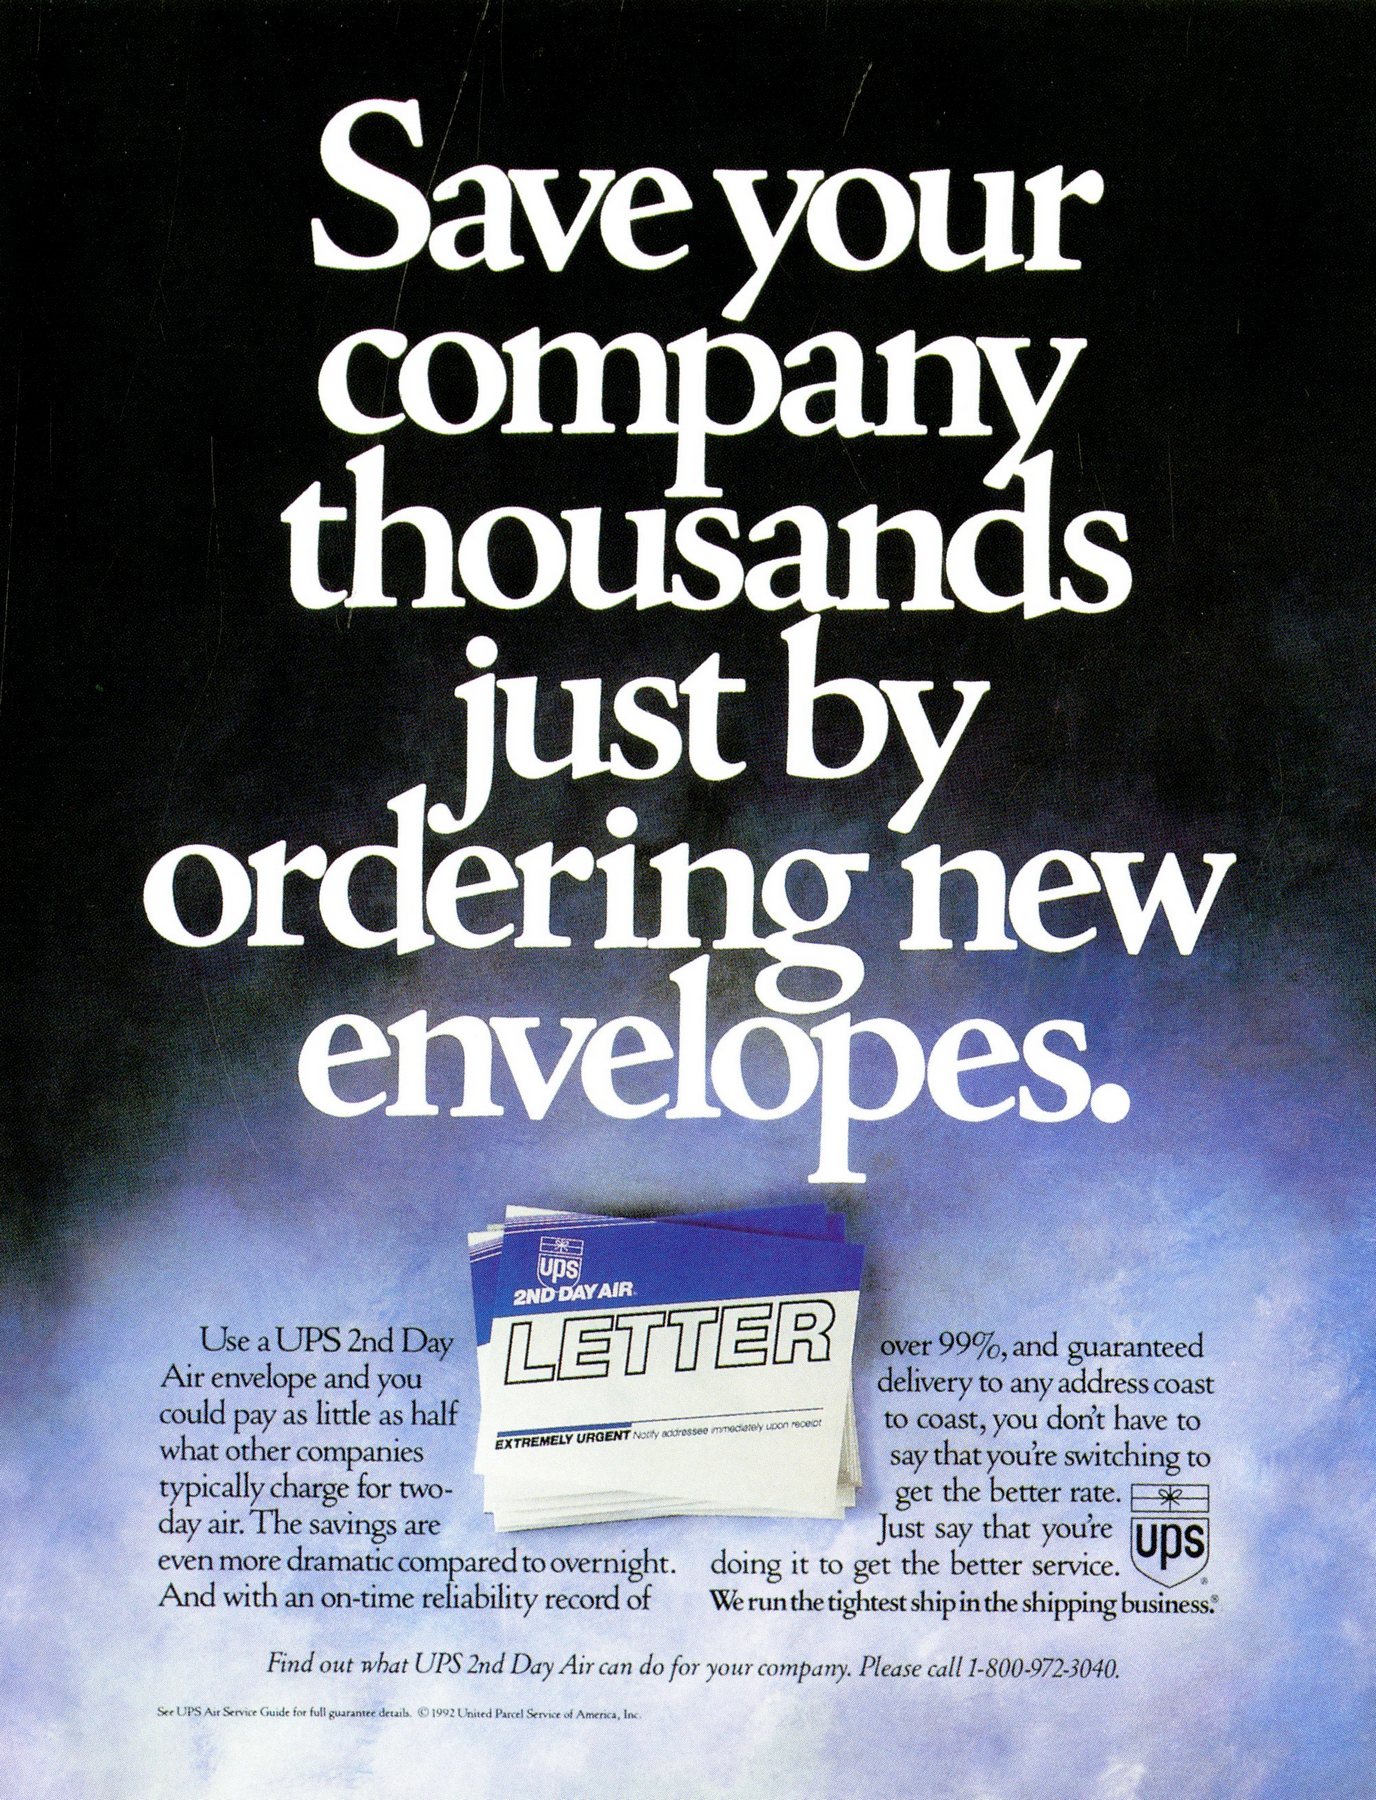 Save your
company
thousands
just by
ordering new
envelopes.
ups
2ND DAY AIR
LETTER
EXTREMELY URGENT Notify addressee immediately upon receipt
Use a UPS 2nd Day
Air envelope and you
could pay as little as half
what other companies
typically charge for two-
day air. The savings are
even more dramatic compared to overnight.
And with an on-time reliability record of
over 99%, and guaranteed
delivery to any address coast
to coast, you don't have to
say that you're switching to
get the better rate.
Just say that you're
doing it to get the better service.
We run the tightest ship in the shipping business.®
ups
®
Find out what UPS 2nd Day Air can do for your company. Please call 1-800-972-3040.
See UPS Air Service Guide for full guarantee details. © 1992 United Parcel Service of America, Inc.